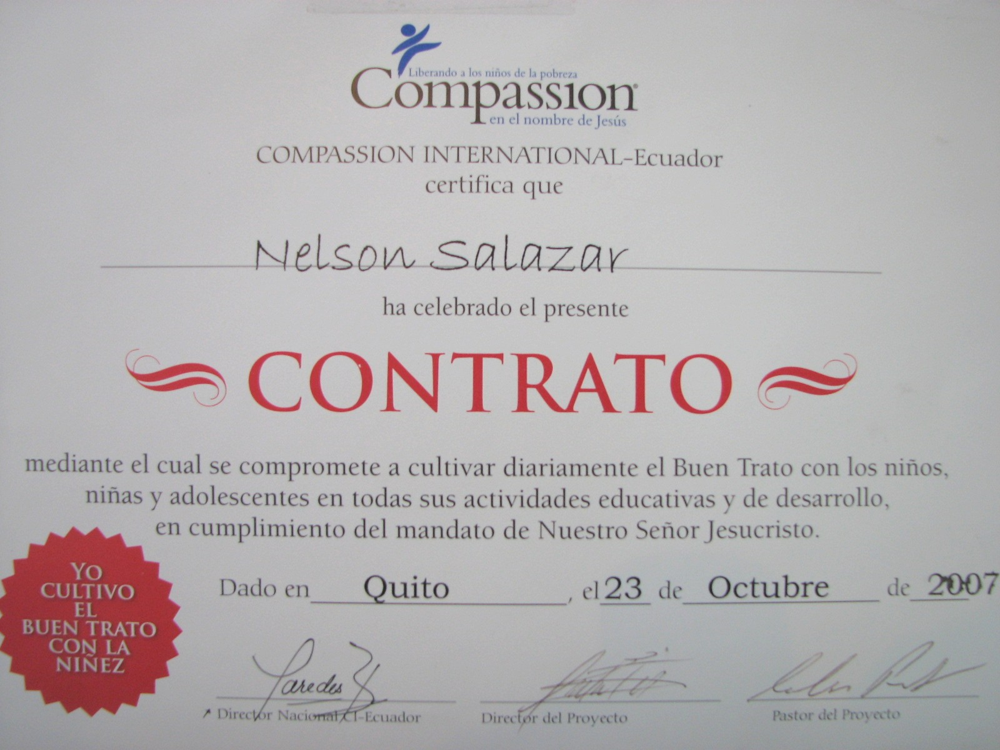 Liberando a los niños de la pobreza
Compassion®
en el nombre de Jesús
COMPASSION INTERNATIONAL-Ecuador
certifica que
Nelson Salazar
ha celebrado el presente
CONTRATO
mediante el cual se compromete a cultivar diariamente el Buen Trato con los niños,
niñas y adolescentes en todas sus actividades educativas y de desarrollo,
en cumplimiento del mandato de Nuestro Señor Jesucristo.
YO
CULTIVO
EL
BUEN TRATO
CON LA
NIÑEZ
Dado en Quito, el 23 de Octubre de 2007
Paredes
Director Nacional CI-Ecuador
Director del Proyecto
Pastor del Proyecto